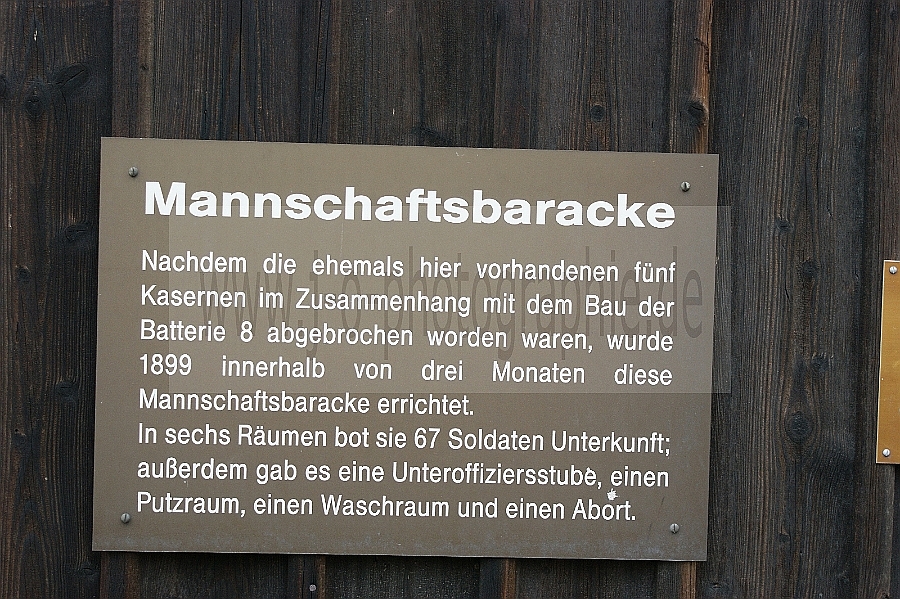 Mannschaftsbaracke
Nachdem die ehemals hier vorhandenen fünf
Kasernen im Zusammenhang mit dem Bau der
Batterie 8 abgebrochen worden waren, wurde
1899 innerhalb von drei Monaten diese
Mannschaftsbaracke errichtet.
In sechs Räumen bot sie 67 Soldaten Unterkunft;
außerdem gab es eine Unteroffiziersstube, einen
Putzraum, einen Waschraum und einen Abort.